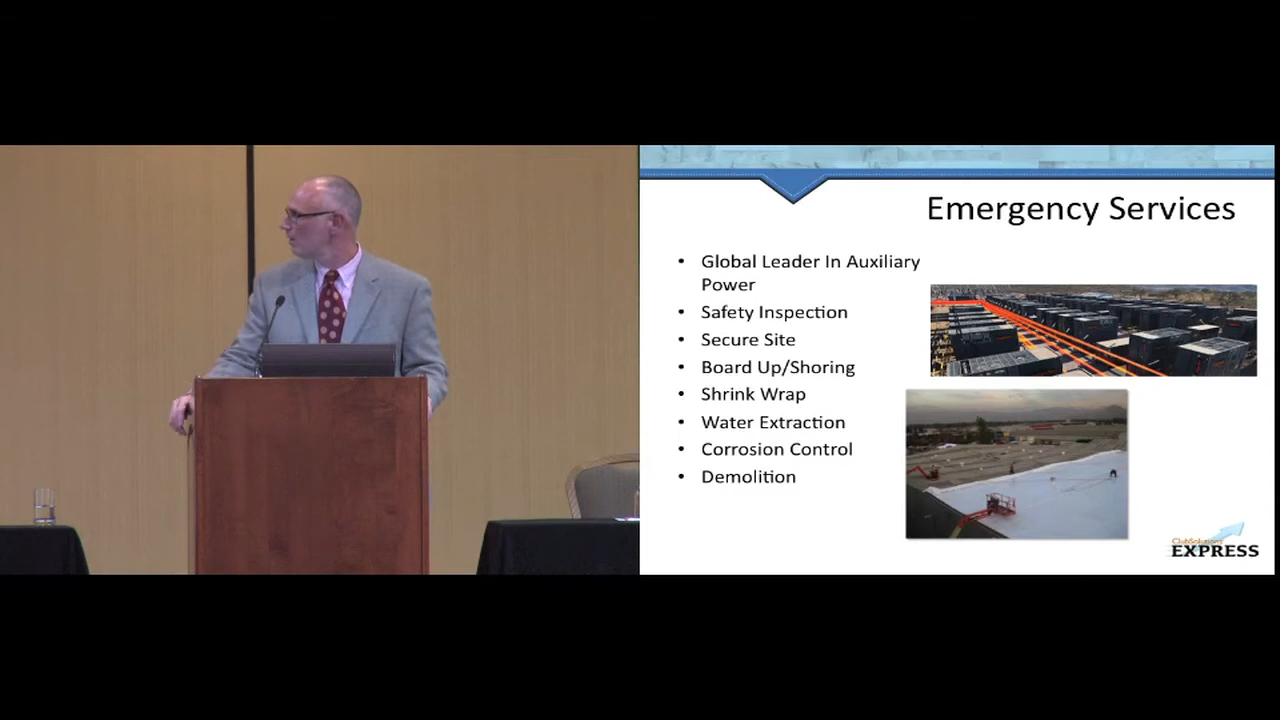 Emergency Services
• Global Leader In Auxiliary
Power
• Safety Inspection
• Secure Site
• Board Up/Shoring
• Shrink Wrap
• Water Extraction
• Corrosion Control
• Demolition
ClubSolutions
EXPRESS